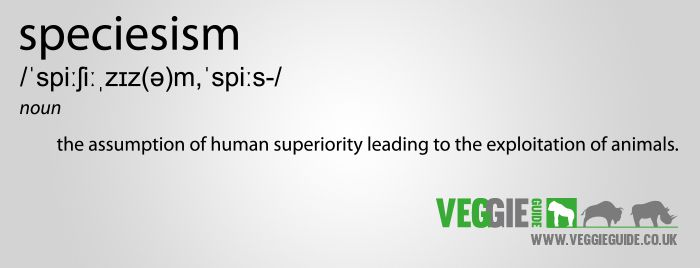 speciesism
/ˈspiːʃiːˌzɪz(ə)m,ˈspiːs-/
noun
the assumption of human superiority leading to the exploitation of animals.
VEGGIE GUIDE
WWW.VEGGIEGUIDE.CO.UK